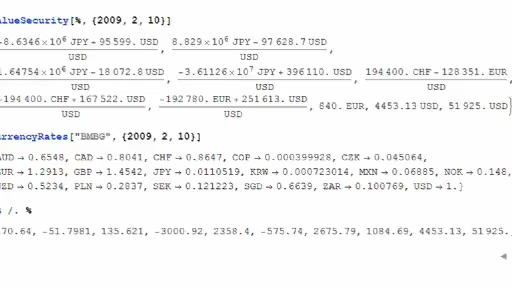 alueSecurity[%, {2009, 2, 10}]
-8.6346×10⁶ JPY+95599. USD / USD, 8.829×10⁶ JPY-97628.7 USD / USD,
1.64754×10⁶ JPY-18072.8 USD / USD, -3.61126×10⁷ JPY+396110. USD / USD, 194400. CHF-128351. EUR / USD,
-194400. CHF+167522. USD / USD, -192780. EUR+251613. USD / USD, 840. EUR, 4453.13 USD, 51925. USD}
urrencyRates["BMBG", {2009, 2, 10}]
AUD→0.6548, CAD→0.8041, CHF→0.8647, COP→0.000399928, CZK→0.045064,
EUR→1.2913, GBP→1.4542, JPY→0.0110519, KRW→0.000723014, MXN→0.06885, NOK→0.148,
NZD→0.5234, PLN→0.2837, SEK→0.121223, SGD→0.6639, ZAR→0.100769, USD→1.}
/. %
170.64, -51.7981, 135.621, -3000.92, 2358.4, -575.74, 2675.79, 1084.69, 4453.13, 51925.